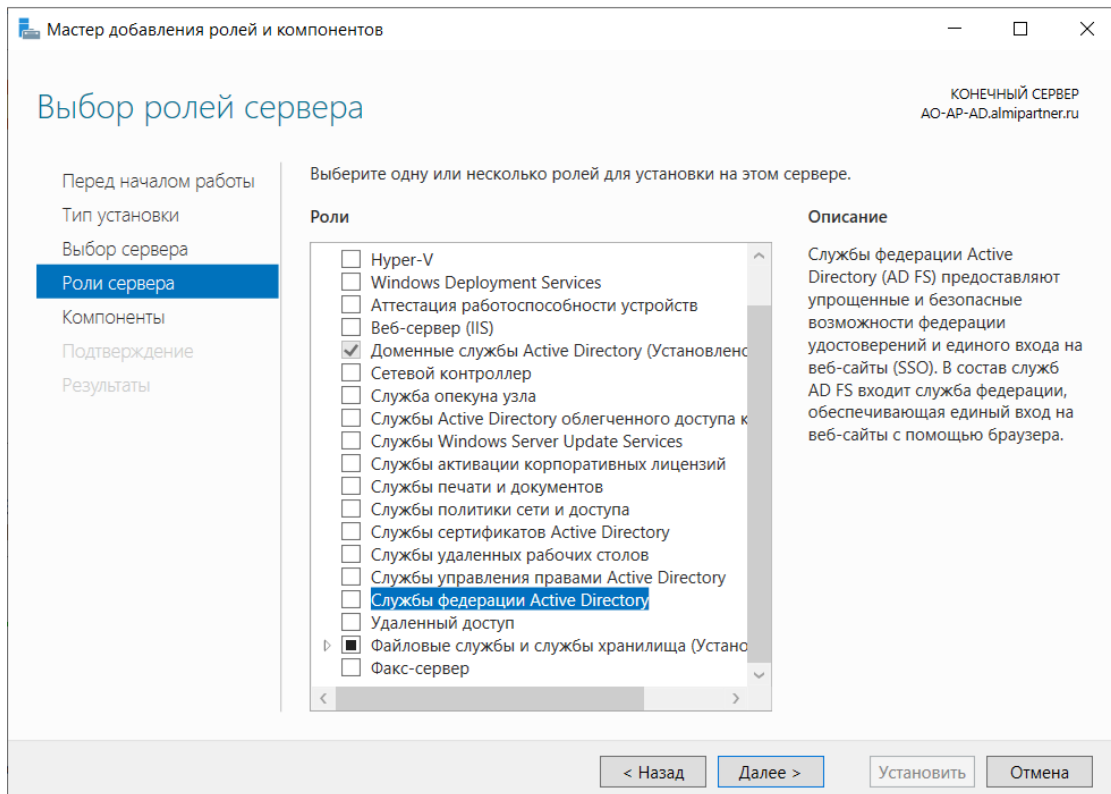 Мастер добавления ролей и компонентов
Выбор ролей сервера
КОНЕЧНЫЙ СЕРВЕР
AO-AP-AD.almipartner.ru
Перед началом работы
Тип установки
Выбор сервера
Роли сервера
Компоненты
Подтверждение
Результаты
Выберите одну или несколько ролей для установки на этом сервере.
Роли
Hyper-V
Windows Deployment Services
Аттестация работоспособности устройств
Веб-сервер (IIS)
Доменные службы Active Directory (Установлено
Сетевой контроллер
Служба опекуна узла
Службы Active Directory облегченного доступа к
Службы Windows Server Update Services
Службы активации корпоративных лицензий
Службы печати и документов
Службы политики сети и доступа
Службы сертификатов Active Directory
Службы удаленных рабочих столов
Службы управления правами Active Directory
Службы федерации Active Directory
Удаленный доступ
Файловые службы и службы хранилища (Устано
Факс-сервер
Описание
Службы федерации Active
Directory (AD FS) предоставляют
упрощенные и безопасные
возможности федерации
удостоверений и единого входа на
веб-сайты (SSO). В состав служб
AD FS входит служба федерации,
обеспечивающая единый вход на
веб-сайты с помощью браузера.
< Назад
Далее >
Установить
Отмена